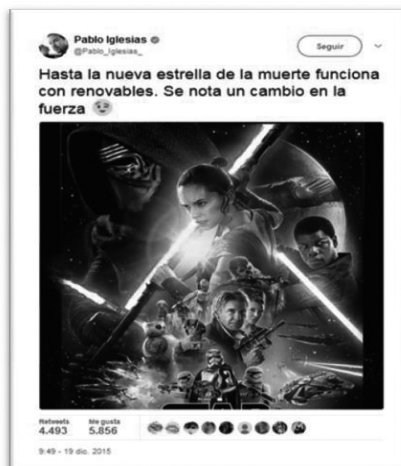 Pablo Iglesias
@Pablo_Iglesias_
Seguir
Hasta la nueva estrella de la muerte funciona
con renovables. Se nota un cambio en la
fuerza 😉
Retweets
4.493
Me gusta
5.856
9:49 - 19 dic. 2015